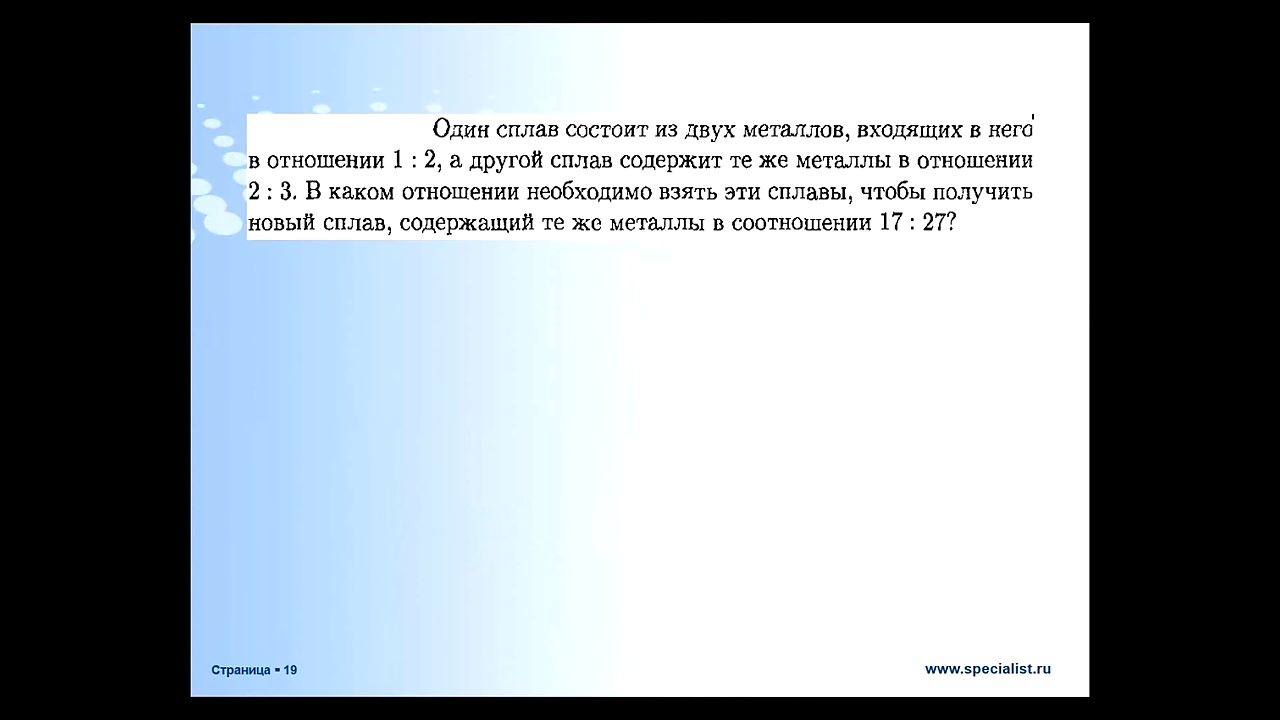 Один сплав состоит из двух металлов, входящих в него
в отношении 1 : 2, а другой сплав содержит те же металлы в отношении
2 : 3. В каком отношении необходимо взять эти сплавы, чтобы получить
новый сплав, содержащий те же металлы в соотношении 17 : 27?
Страница ▪ 19
www.specialist.ru